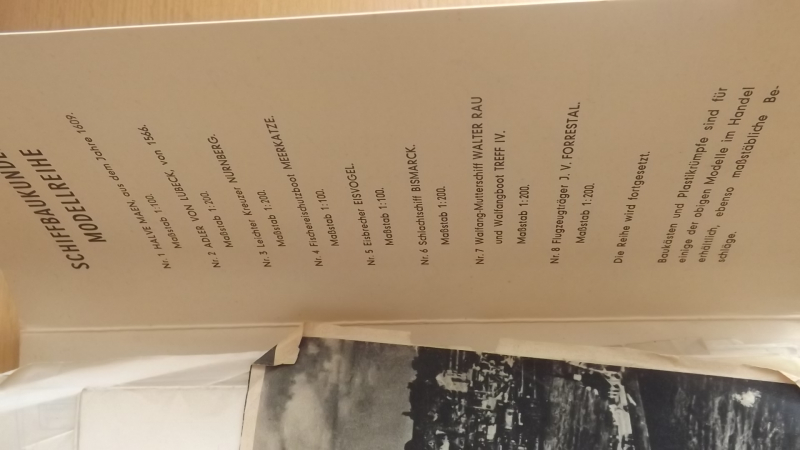 SCHIFFBAUKUNDE
MODELLREIHE
Nr. 1 HALVE MAEN, aus dem Jahre 1609.
Masstab 1:100.
Nr. 2 ADLER VON LÜBECK, von 1566.
Maßstab 1:200.
Nr. 3 Leichter Kreuzer NÜRNBERG.
Maßstab 1:200.
Nr. 4 Fischereischutzboot MEERKATZE.
Maßstab 1:100.
Nr. 5 Eisbrecher EISVOGEL.
Maßstab 1:100.
Nr. 6 Schlachtschiff BISMARCK.
Maßstab 1:200.
Nr. 7 Walfang-Mutterschiff WALTER RAU
und Walfangboot TREFF IV.
Maßstab 1:200.
Nr. 8 Flugzeugträger J. V. FORRESTAL.
Maßstab 1:200.
Die Reihe wird fortgesetzt.
Baukästen und Plastikrümpfe sind für
einige der obigen Modelle im Handel
erhältlich, ebenso maßstäbliche Be-
schläge.